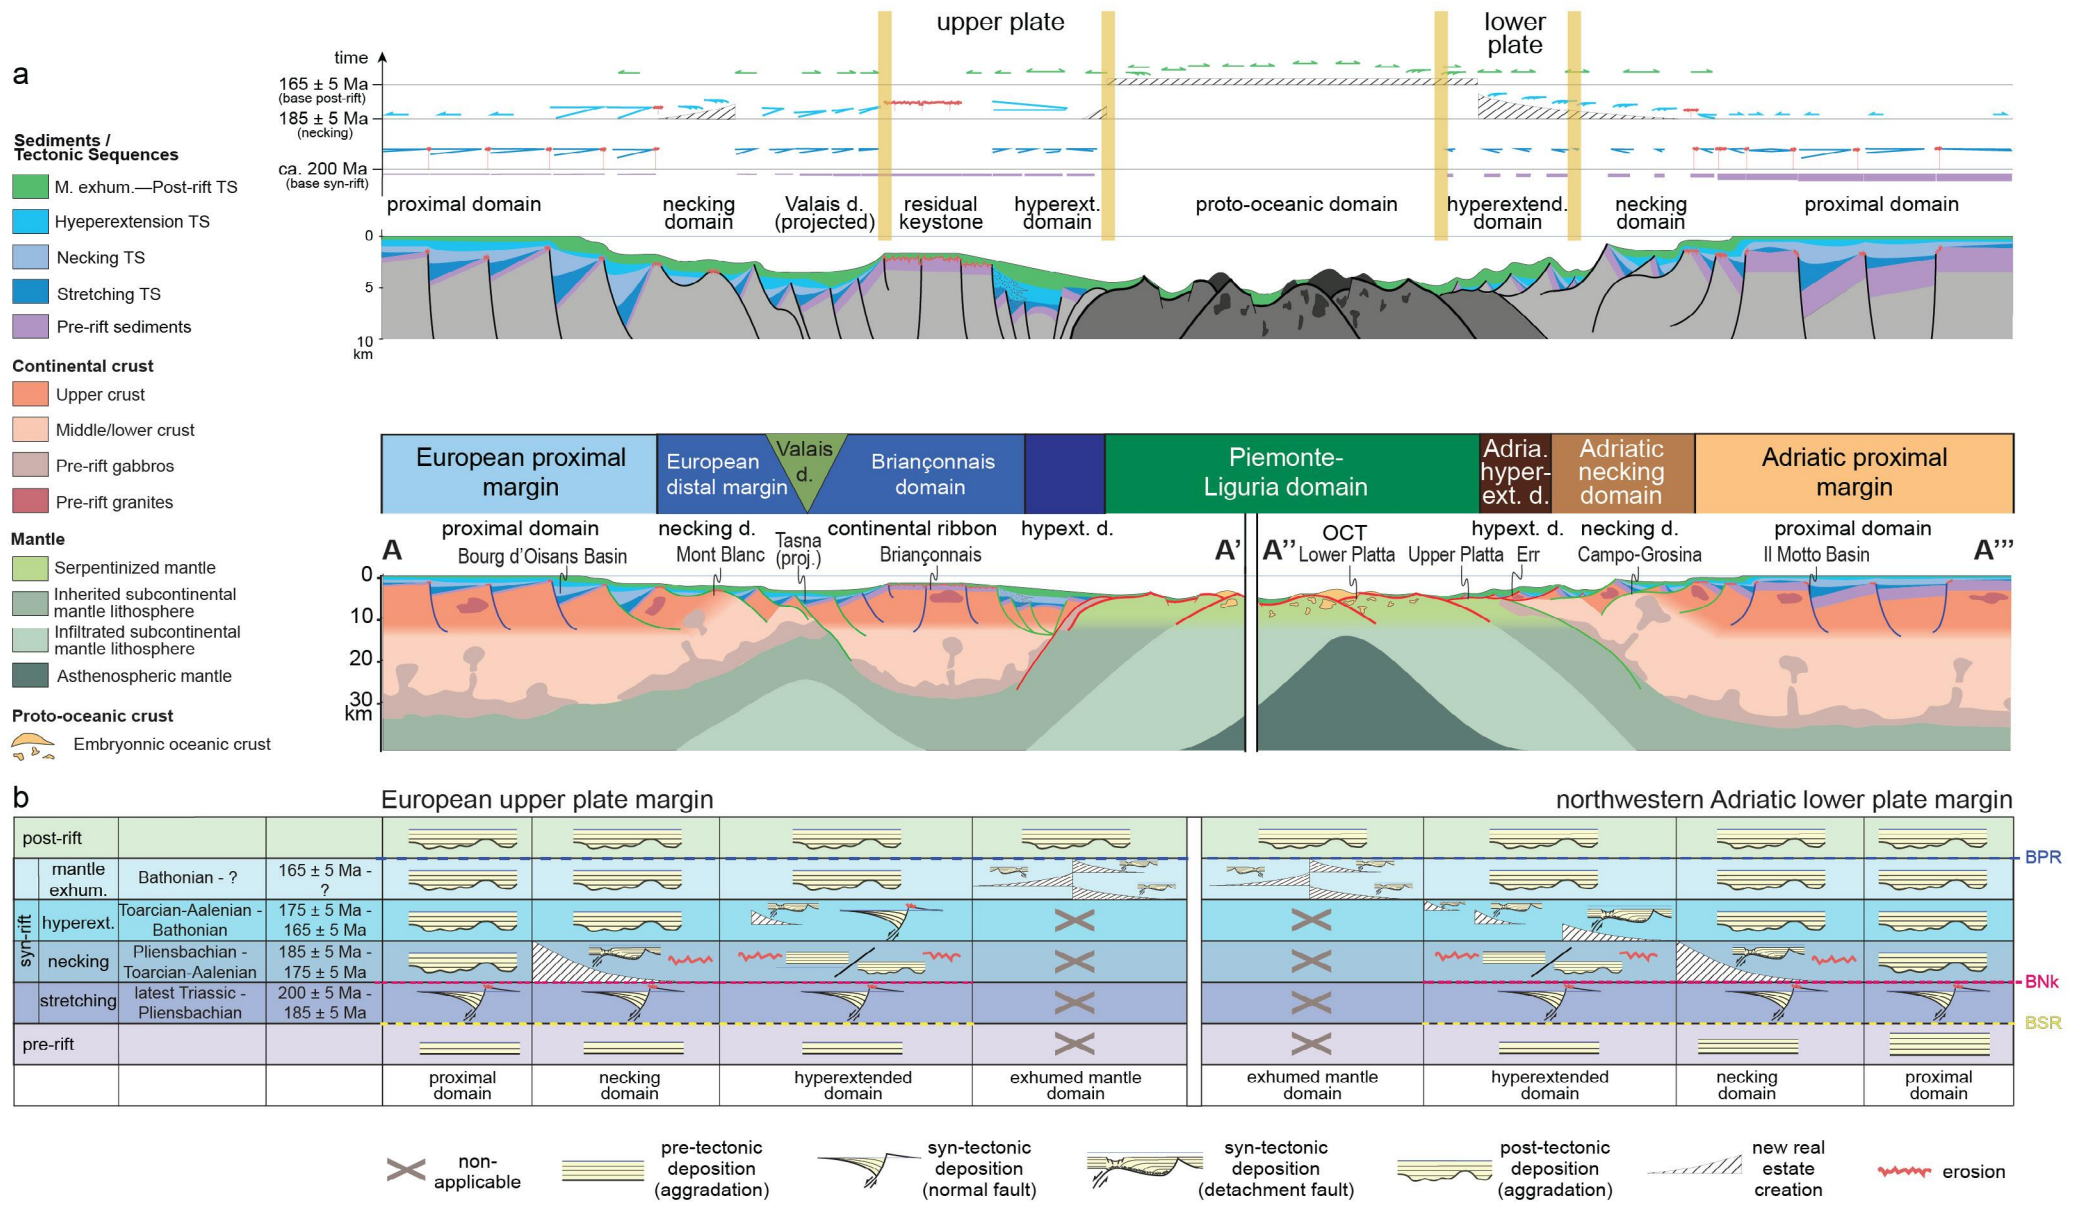 a
upper plate
lower
plate
time
165 ± 5 Ma
(base post-rift)
185 ± 5 Ma
(necking)
ca. 200 Ma
(base syn-rift)
proximal domain
necking
domain
Valais d.
(projected)
residual
keystone
hyperext.
domain
proto-oceanic domain
hyperextend.
domain
necking
domain
proximal domain
0
5
10
km
Sediments /
Tectonic Sequences
M. exhum.—Post-rift TS
Hyeperextension TS
Necking TS
Stretching TS
Pre-rift sediments
Continental crust
Upper crust
Middle/lower crust
Pre-rift gabbros
Pre-rift granites
Mantle
Serpentinized mantle
Inherited subcontinental
mantle lithosphere
Infiltrated subcontinental
mantle lithosphere
Asthenospheric mantle
Proto-oceanic crust
Embryonnic oceanic crust
European proximal
margin
European
distal margin
Valais
d.
Briançonnais
domain
Piemonte-
Liguria domain
Adria.
hyper-
ext. d.
Adriatic
necking
domain
Adriatic proximal
margin
A
proximal domain
Bourg d'Oisans Basin
necking d.
Mont Blanc
Tasna
(proj.)
continental ribbon
Briançonnais
hypext. d.
A'
A''
OCT
Lower Platta
Upper Platta
hypext. d.
Err
necking d.
Campo-Grosina
proximal domain
Il Motto Basin
A'''
0
10
20
30
km
b
European upper plate margin
northwestern Adriatic lower plate margin
post-rift
syn-rift
mantle
exhum.
Bathonian - ?
165 ± 5 Ma -
?
BPR
hyperext.
Toarcian-Aalenian -
Bathonian
175 ± 5 Ma -
165 ± 5 Ma
necking
Pliensbachian -
Toarcian-Aalenian
185 ± 5 Ma -
175 ± 5 Ma
BNk
stretching
latest Triassic -
Pliensbachian
200 ± 5 Ma -
185 ± 5 Ma
BSR
pre-rift
proximal
domain
necking
domain
hyperextended
domain
exhumed mantle
domain
exhumed mantle
domain
hyperextended
domain
necking
domain
proximal
domain
non-
applicable
pre-tectonic
deposition
(aggradation)
syn-tectonic
deposition
(normal fault)
syn-tectonic
deposition
(detachment fault)
post-tectonic
deposition
(aggradation)
new real
estate
creation
erosion